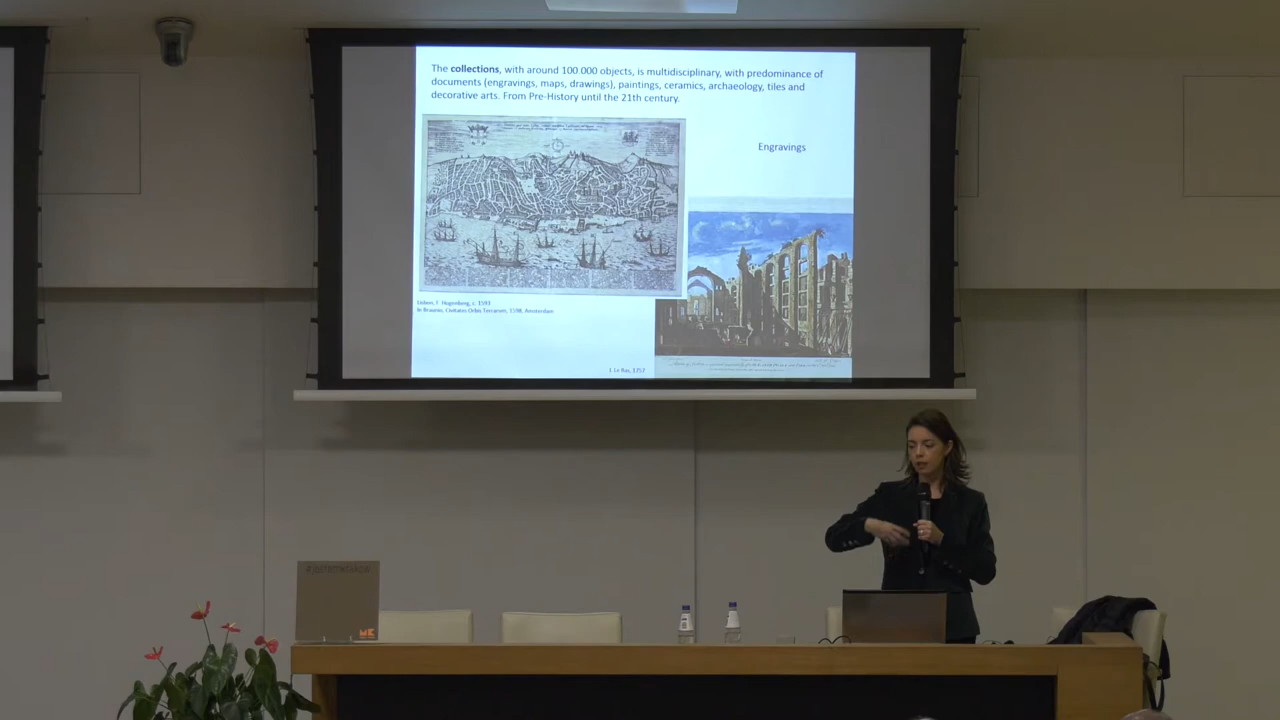 The collections, with around 100 000 objects, is multidisciplinary, with predominance of
documents (engravings, maps, drawings), paintings, ceramics, archaeology, tiles and
decorative arts. From Pre-History until the 21th century.
Engravings
Lisbon, F. Hogenberg, c. 1593
In Braunio, Civitates Orbis Terrarum, 1598, Amsterdam
J. Le Bas, 1757